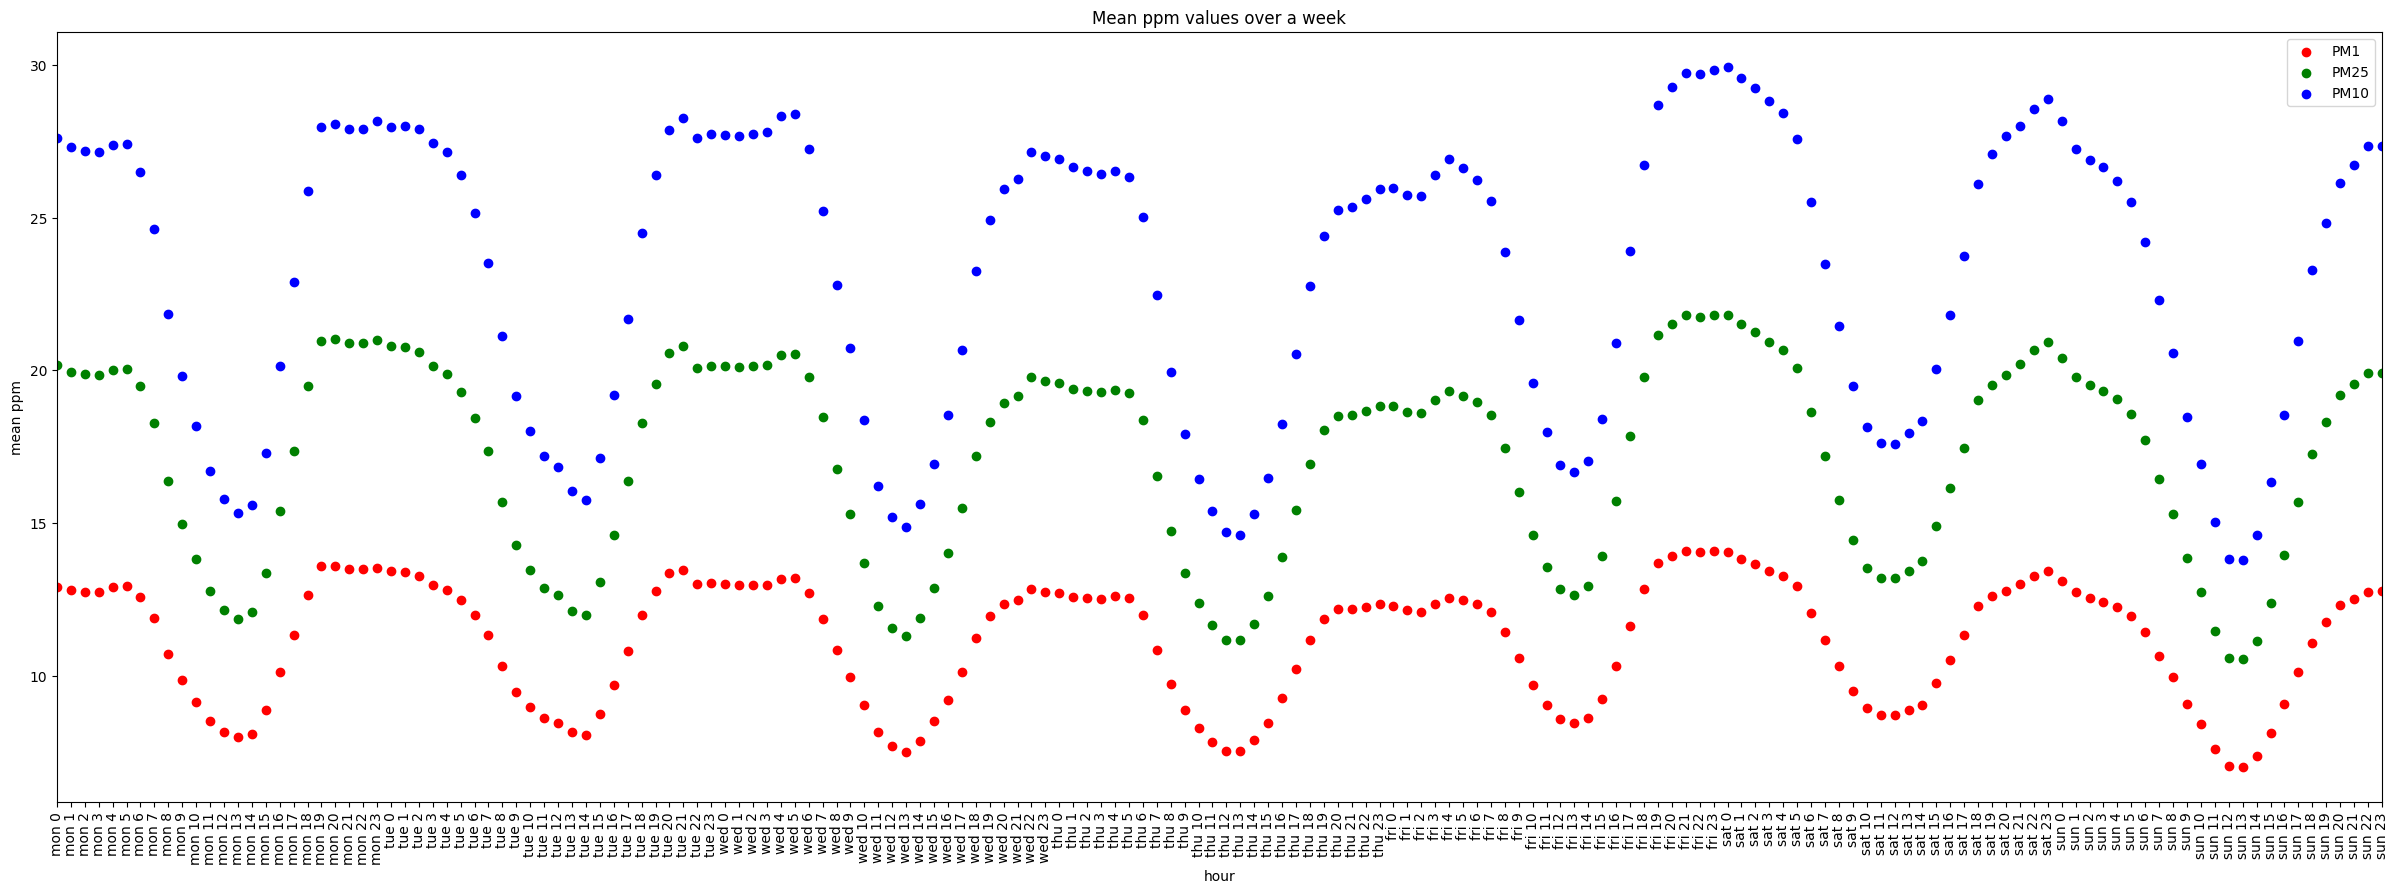 Mean ppm values over a week
PM1
PM25
PM10
mean ppm
30
25
20
15
10
mon 0
mon 1
mon 2
mon 3
mon 4
mon 5
mon 6
mon 7
mon 8
mon 9
mon 10
mon 11
mon 12
mon 13
mon 14
mon 15
mon 16
mon 17
mon 18
mon 19
mon 20
mon 21
mon 22
mon 23
tue 0
tue 1
tue 2
tue 3
tue 4
tue 5
tue 6
tue 7
tue 8
tue 9
tue 10
tue 11
tue 12
tue 13
tue 14
tue 15
tue 16
tue 17
tue 18
tue 19
tue 20
tue 21
tue 22
tue 23
wed 0
wed 1
wed 2
wed 3
wed 4
wed 5
wed 6
wed 7
wed 8
wed 9
wed 10
wed 11
wed 12
wed 13
wed 14
wed 15
wed 16
wed 17
wed 18
wed 19
wed 20
wed 21
wed 22
wed 23
thu 0
thu 1
thu 2
thu 3
thu 4
thu 5
thu 6
thu 7
thu 8
thu 9
thu 10
thu 11
thu 12
thu 13
thu 14
thu 15
thu 16
thu 17
thu 18
thu 19
thu 20
thu 21
thu 22
thu 23
fri 0
fri 1
fri 2
fri 3
fri 4
fri 5
fri 6
fri 7
fri 8
fri 9
fri 10
fri 11
fri 12
fri 13
fri 14
fri 15
fri 16
fri 17
fri 18
fri 19
fri 20
fri 21
fri 22
fri 23
sat 0
sat 1
sat 2
sat 3
sat 4
sat 5
sat 6
sat 7
sat 8
sat 9
sat 10
sat 11
sat 12
sat 13
sat 14
sat 15
sat 16
sat 17
sat 18
sat 19
sat 20
sat 21
sat 22
sat 23
sun 0
sun 1
sun 2
sun 3
sun 4
sun 5
sun 6
sun 7
sun 8
sun 9
sun 10
sun 11
sun 12
sun 13
sun 14
sun 15
sun 16
sun 17
sun 18
sun 19
sun 20
sun 21
sun 22
sun 23
hour